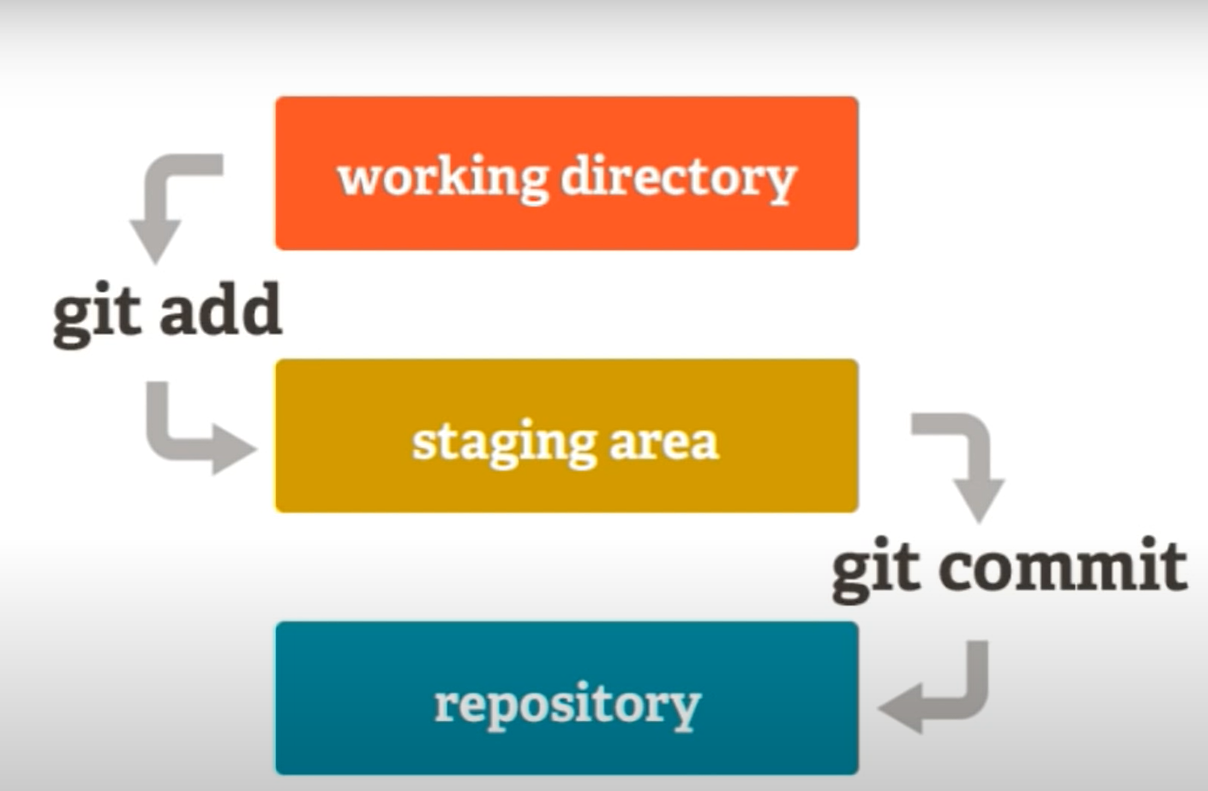 working directory
git add
staging area
git commit
repository